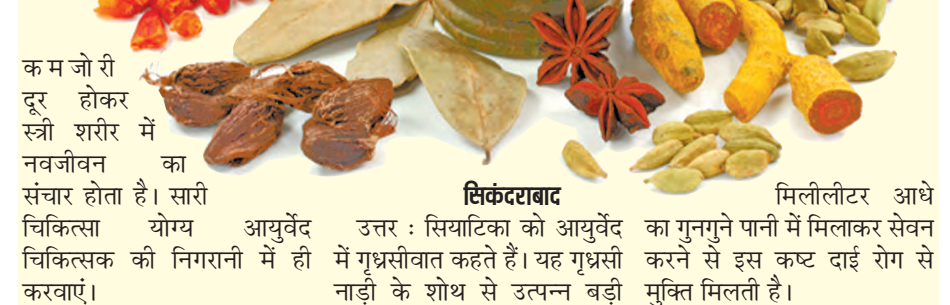 क म जो री
दूर होकर
स्त्री शरीर में
नवजीवन का
संचार होता है। सारी
चिकित्सा योग्य आयुर्वेद
चिकित्सक की निगरानी में ही
करवाएं।
सिकंदराबाद
उत्तर : सियाटिका को आयुर्वेद
में गृध्रसीवात कहते हैं। यह गृध्रसी
नाड़ी के शोथ से उत्पन्न बड़ी
मिलीलीटर आधे
का गुनगुने पानी में मिलाकर सेवन
करने से इस कष्ट दाई रोग से
मुक्ति मिलती है।